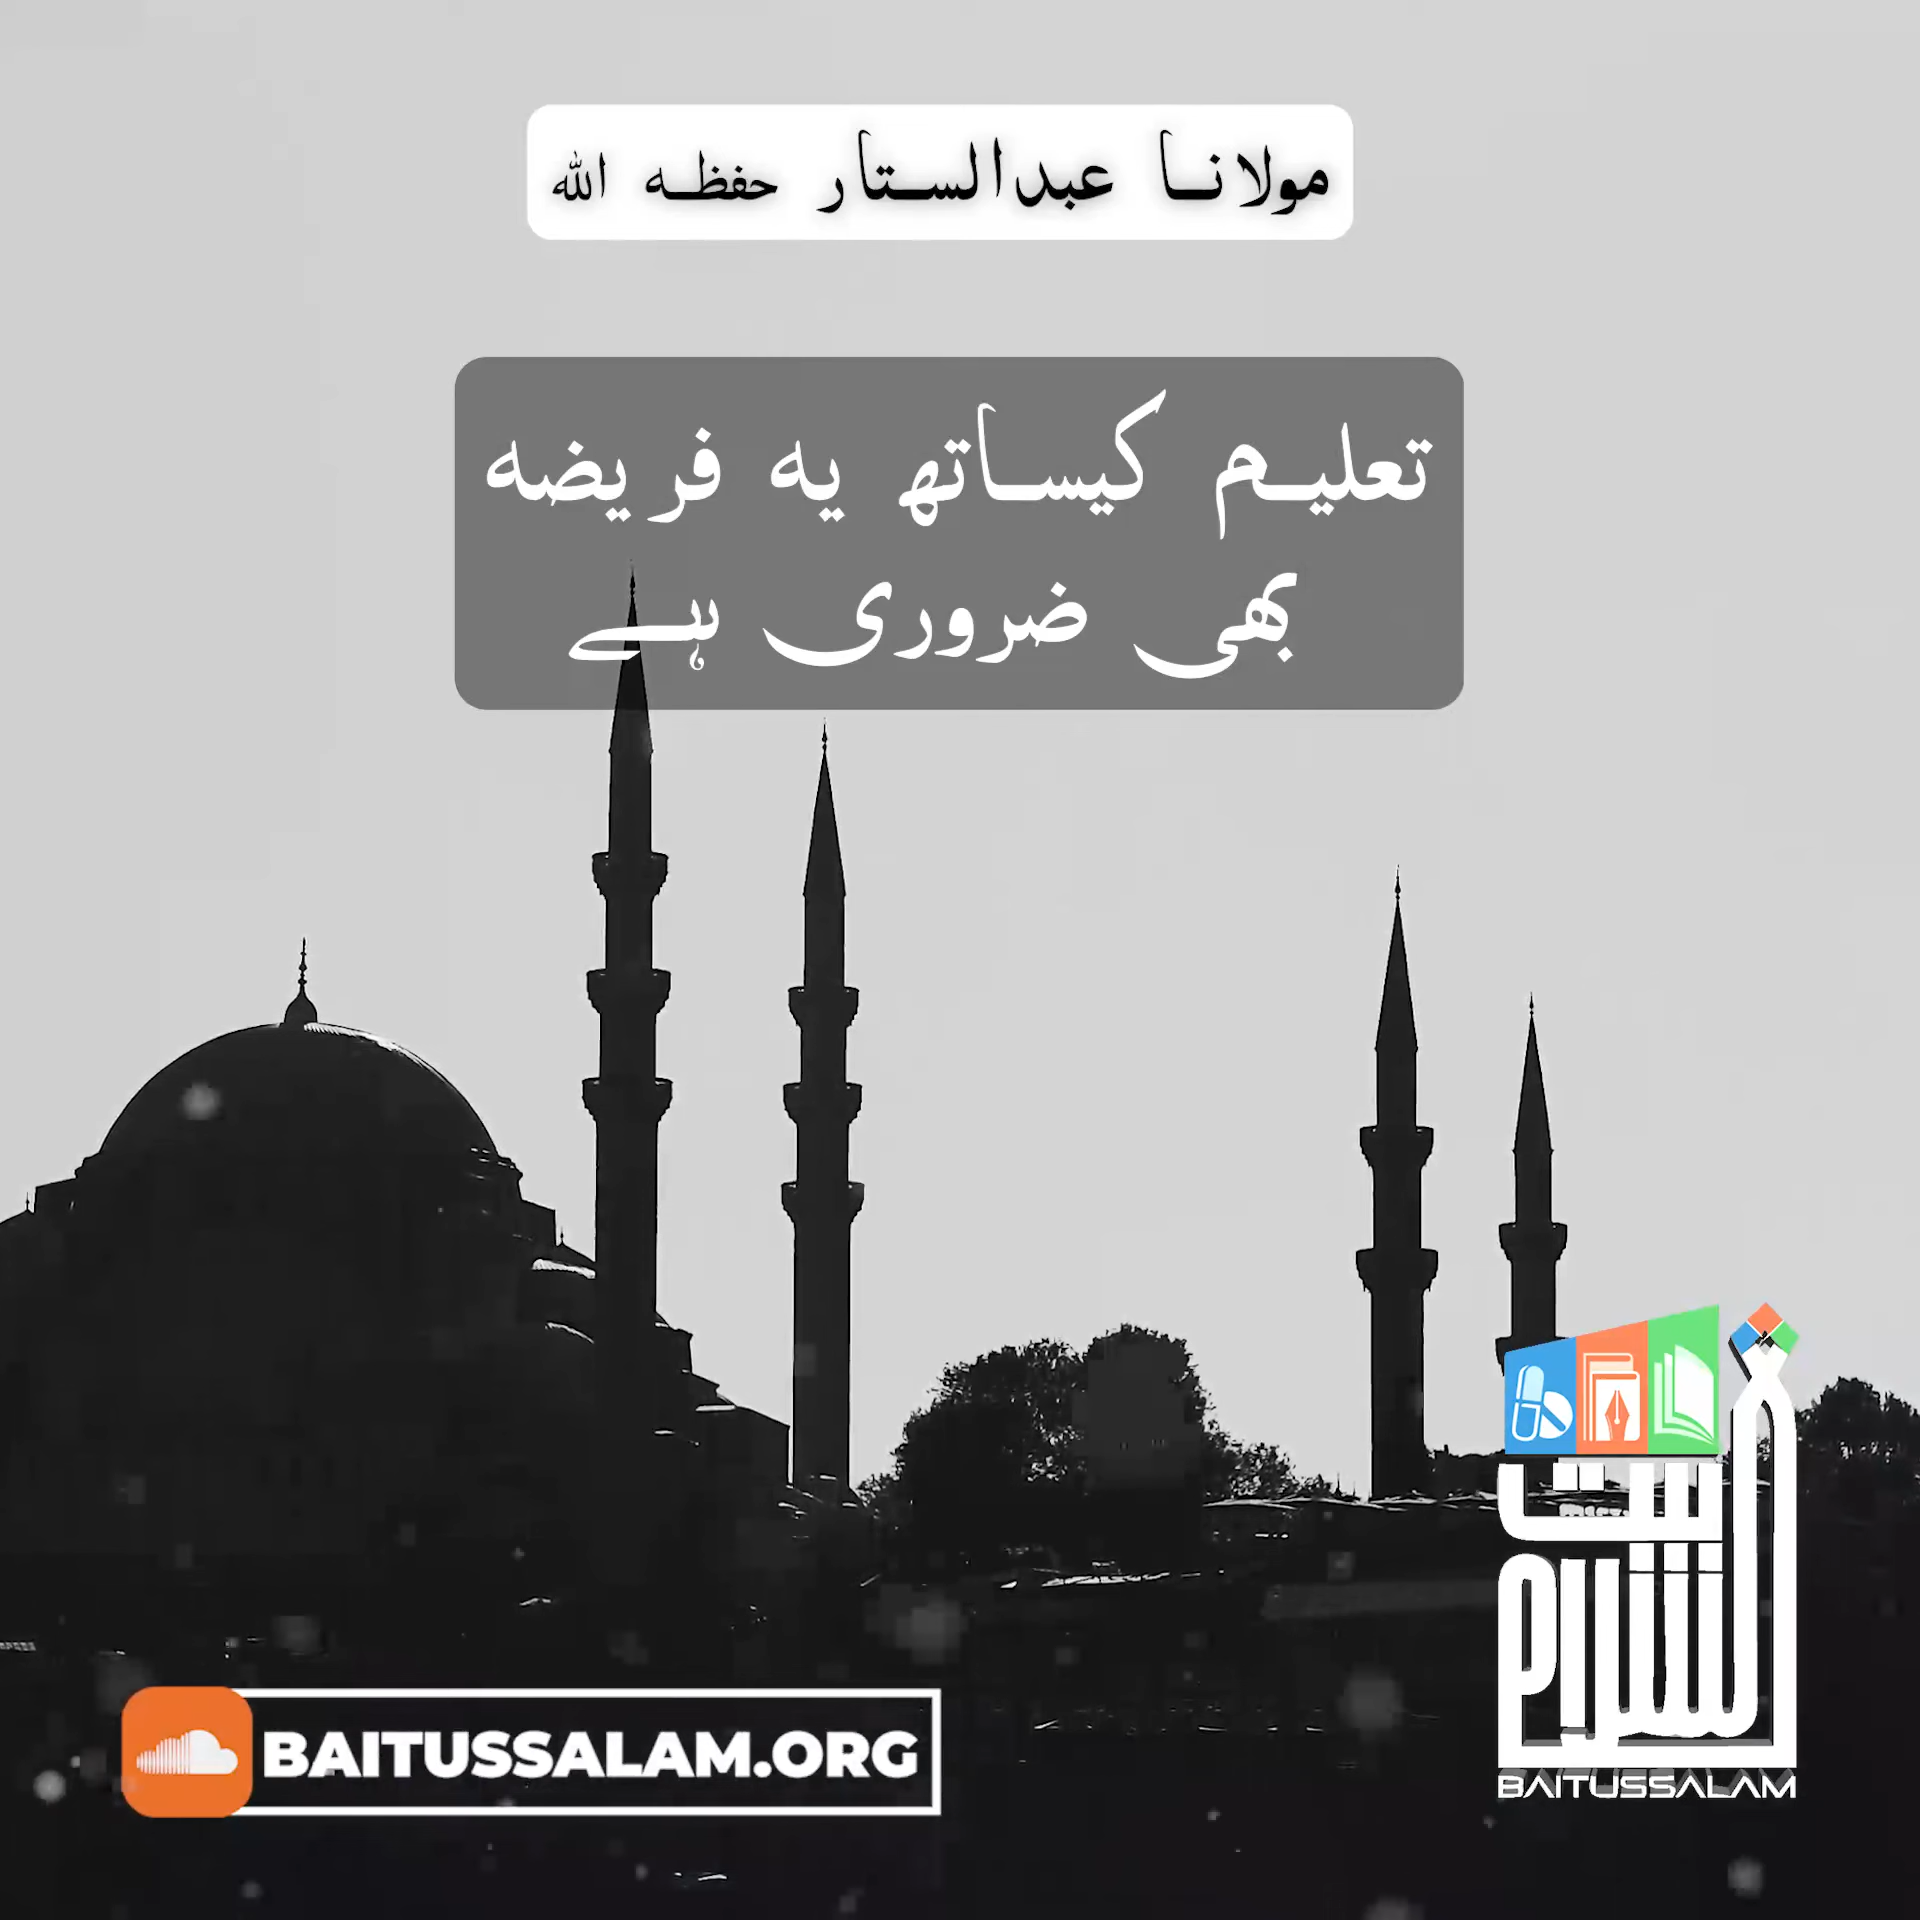 مولانا عبدالستار حفظہ اللہ
تعلیم کیساتھ یہ فریضہ
بھی ضروری ہے
بیت السلام
BAITUSSALAM
BAITUSSALAM.ORG